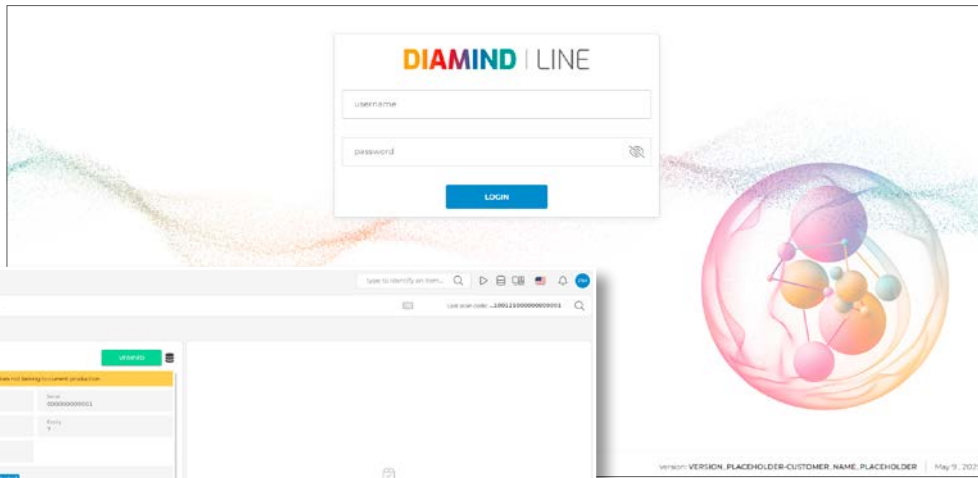 DIAMIND | LINE
username
password
LOGIN
Type to identify an item...
Last scan code: ...100121000000000001
VERIFIED
does not belong to current production
Serial
000000000001
Expiry
Y
version: VERSION_PLACEHOLDER-CUSTOMER_NAME_PLACEHOLDER | May 9, 202